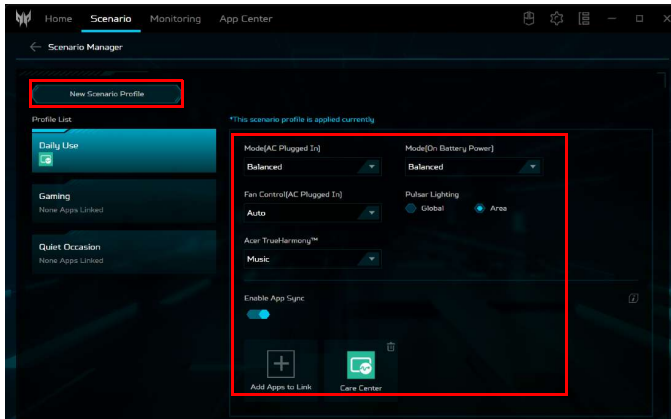 Home Scenario Monitoring App Center
Scenario Manager
New Scenario Profile
Profile List
Daily Use
Gaming
None Apps Linked
Quiet Occasion
None Apps Linked
*This scenario profile is applied currently
Mode(AC Plugged In) Mode(On Battery Power)
Balanced Balanced
Fan Control(AC Plugged In) Pulsar Lighting
Auto Global Area
Acer TrueHarmony™
Music
Enable App Sync
Add Apps to Link Care Center